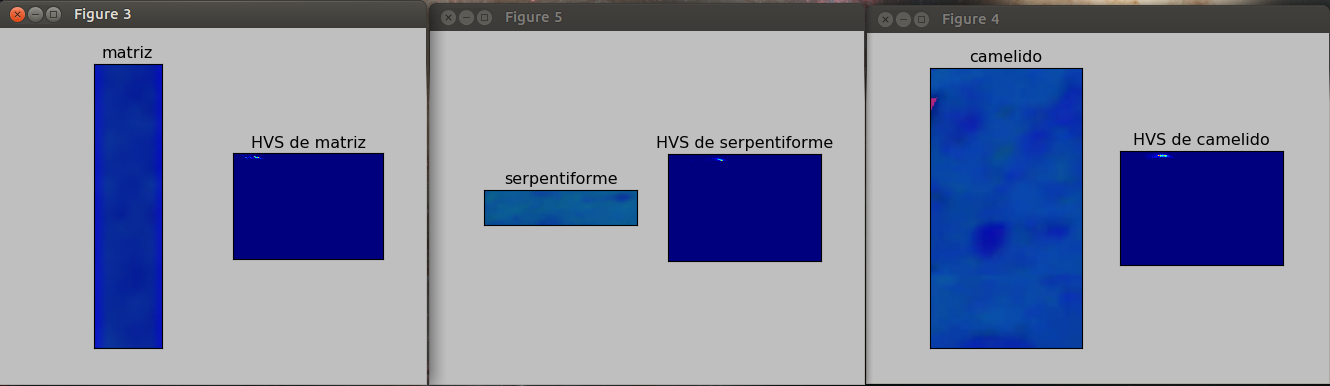 Figure 3
matriz
HVS de matriz
Figure 5
serpentiforme
HVS de serpentiforme
Figure 4
camelido
HVS de camelido